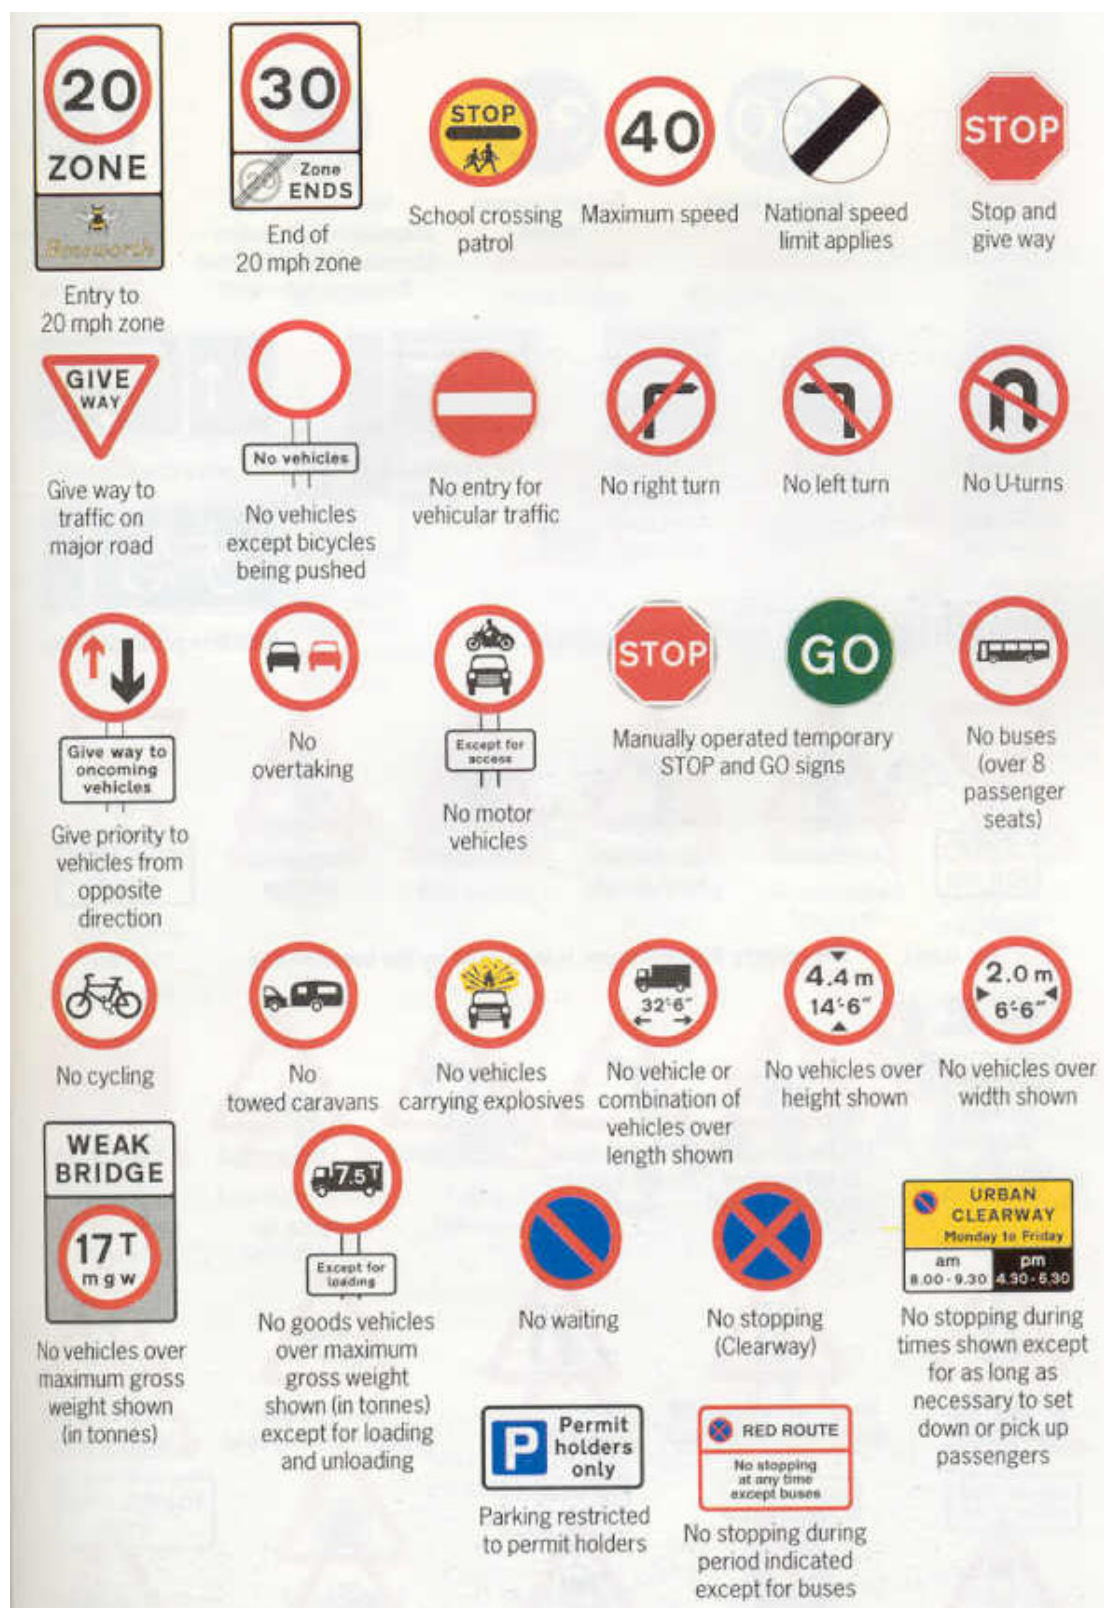 20
ZONE
Bosworth
Entry to
20 mph zone
30
20
Zone
ENDS
End of
20 mph zone
STOP
School crossing
patrol
40
Maximum speed
National speed
limit applies
STOP
Stop and
give way
GIVE
WAY
Give way to
traffic on
major road
No vehicles
No vehicles
except bicycles
being pushed
No entry for
vehicular traffic
No right turn
No left turn
No U-turns
Give way to
oncoming
vehicles
Give priority to
vehicles from
opposite
direction
No
overtaking
Except for
access
No motor
vehicles
STOP
GO
Manually operated temporary
STOP and GO signs
No buses
(over 8
passenger
seats)
No cycling
No
towed caravans
No vehicles
carrying explosives
32'-6"
No vehicle or
combination of
vehicles over
length shown
4.4 m
14'-6"
No vehicles over
height shown
2.0 m
6'-6"
No vehicles over
width shown
WEAK
BRIDGE
17 T
m g w
No vehicles over
maximum gross
weight shown
(in tonnes)
7.5T
Except for
loading
No goods vehicles
over maximum
gross weight
shown (in tonnes)
except for loading
and unloading
No waiting
No stopping
(Clearway)
URBAN
CLEARWAY
Monday to Friday
am
8.00 - 9.30
pm
4.30 - 6.30
No stopping during
times shown except
for as long as
necessary to set
down or pick up
passengers
P
Permit
holders
only
Parking restricted
to permit holders
RED ROUTE
No stopping
at any time
except buses
No stopping during
period indicated
except for buses